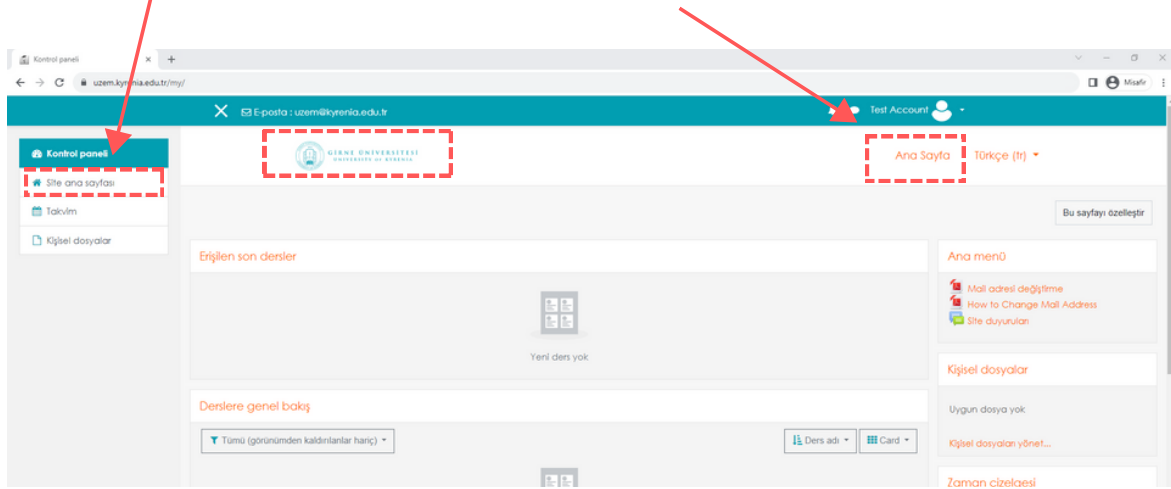 Kontrol paneli
uzem.kyrenia.edu.tr/my/
Misafir
E-posta : uzem@kyrenia.edu.tr
Test Account
Kontrol paneli
GİRNE ÜNİVERSİTESİ
UNIVERSITY OF KYRENIA
Ana Sayfa
Türkçe (tr)
Site ana sayfası
Takvim
Bu sayfayı özelleştir
Kişisel dosyalar
Erişilen son dersler
Yeni ders yok
Ana menü
Mail adresi değiştirme
How to Change Mail Address
Site duyuruları
Kişisel dosyalar
Uygun dosya yok
Kişisel dosyaları yönet...
Derslere genel bakış
Tümü (görünümden kaldırılanlar hariç)
Ders adı
Card
Zaman çizelgesi